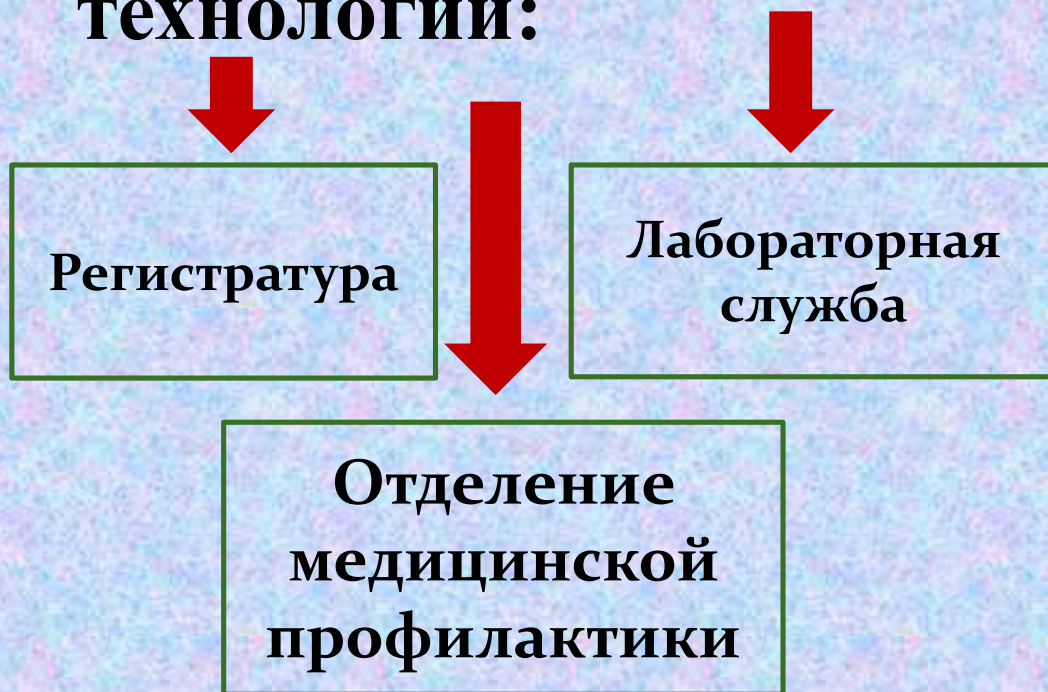 технологии:
Регистратура
Лабораторная
служба
Отделение
медицинской
профилактики